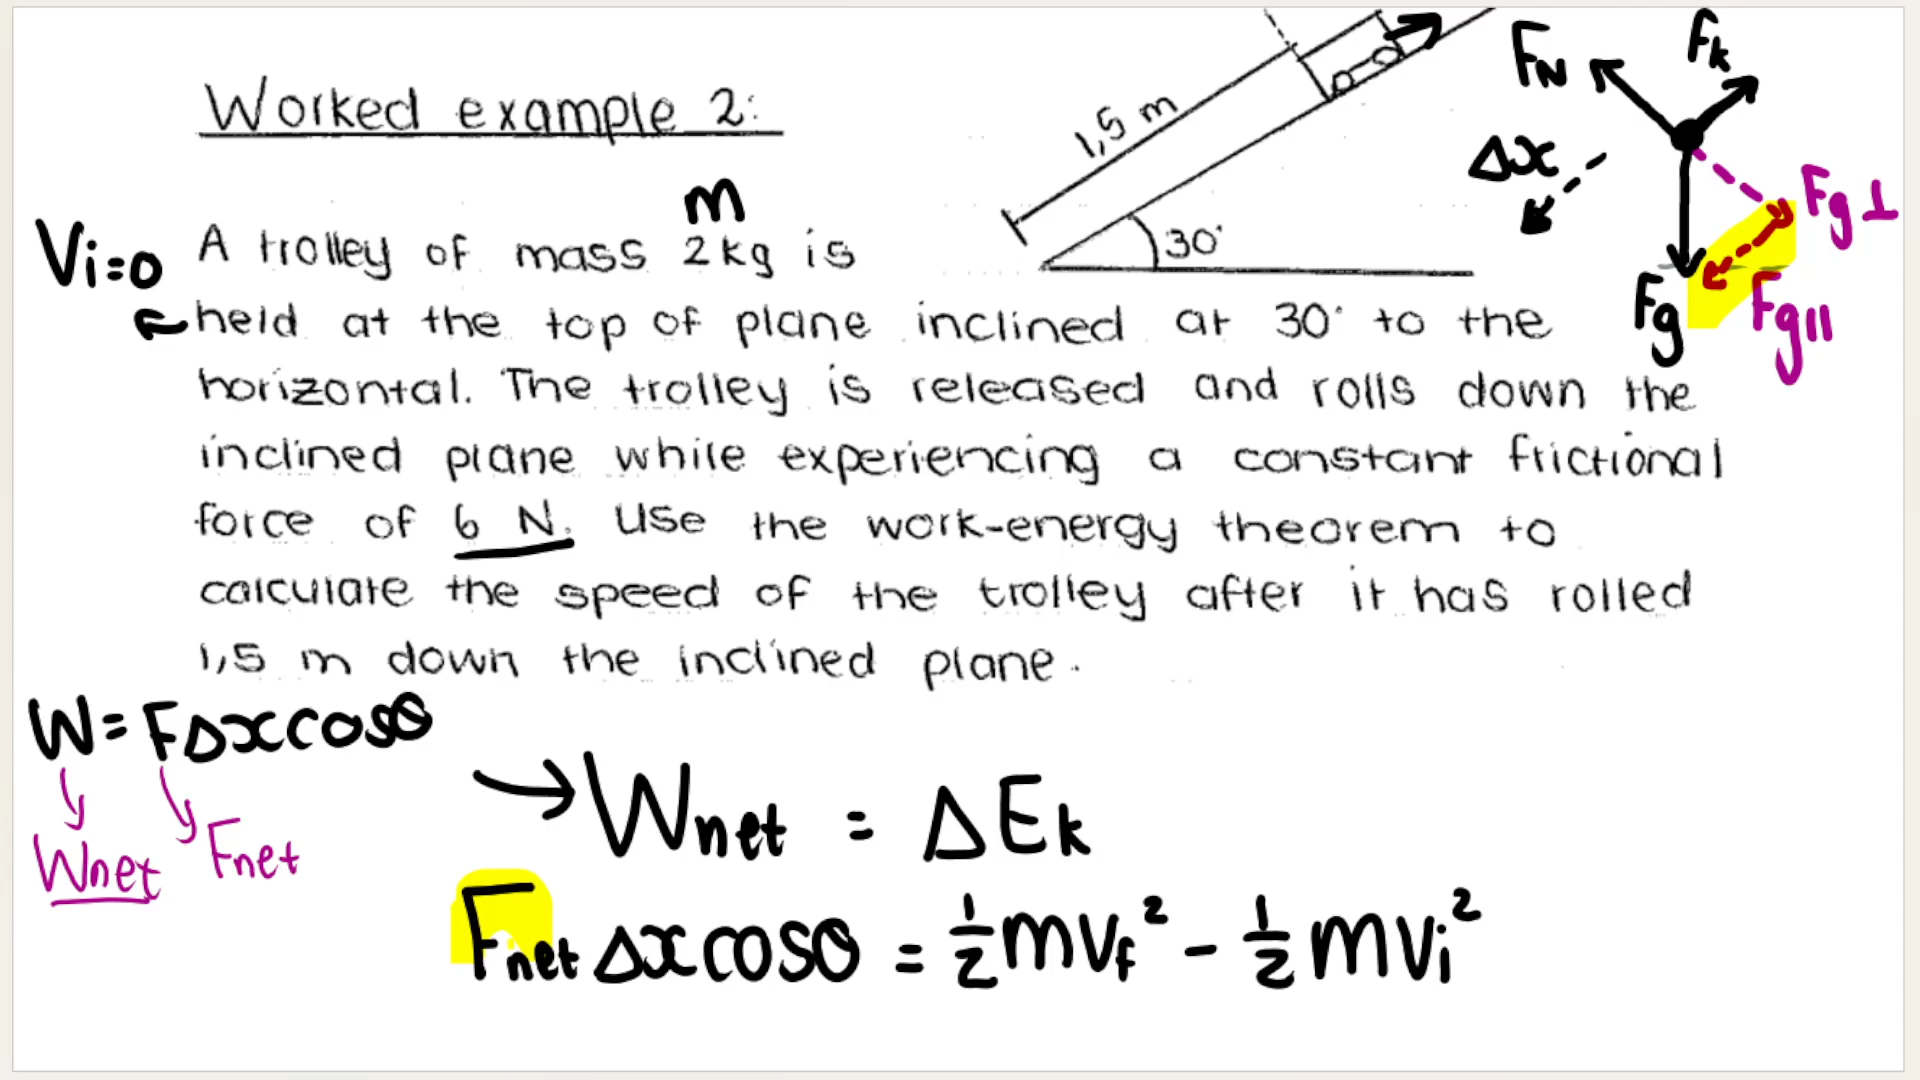 Worked example 2:
1,5 m
30°
FN
Fk
Δx
Fg⊥
Fg
Fg||
m
Vi=0
A trolley of mass 2kg is
held at the top of plane inclined at 30° to the
horizontal. The trolley is released and rolls down the
inclined plane while experiencing a constant frictional
force of 6 N. Use the work-energy theorem to
calculate the speed of the trolley after it has rolled
1,5 m down the inclined plane.
W=FΔxcosθ
Wnet
Fnet
→Wnet = ΔEk
Fnet Δxcosθ = ½mvf² - ½mvi²